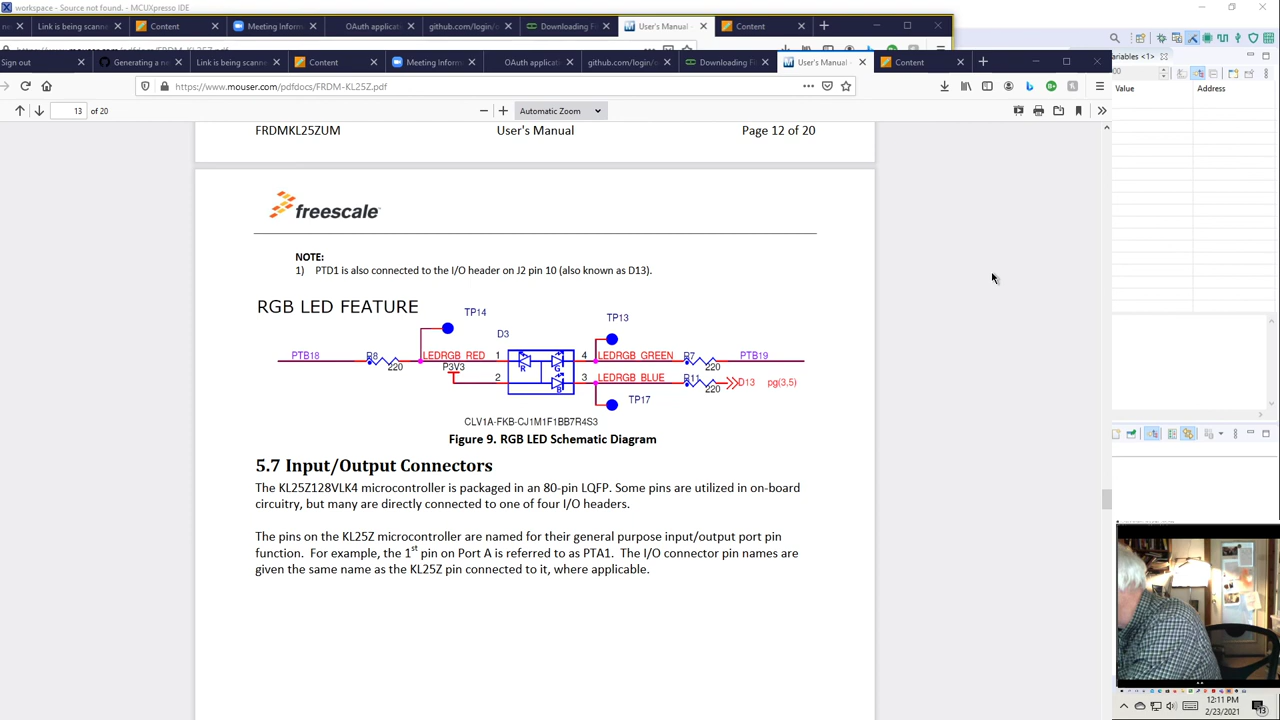 workspace - Source not found. - MCUXpresso IDE
Link is being scann
Content
Meeting Inform
OAuth applicati
github.com/login/o
Downloading Fi
User's Manual -
Content
Sign out
Generating a ne
Link is being scann
Content
Meeting Inform
OAuth applicati
github.com/login/o
Downloading Fi
User's Manual -
Content
Variables <1>
https://www.mouser.com/pdfdocs/FRDM-KL25Z.pdf
Value
Address
13 of 20
Automatic Zoom
FRDMKL25ZUM
User's Manual
Page 12 of 20
freescale
NOTE:
1) PTD1 is also connected to the I/O header on J2 pin 10 (also known as D13).
RGB LED FEATURE
TP14
TP13
D3
PTB18
R8
220
LEDRGB_RED
1
4
LEDRGB_GREEN
R7
220
PTB19
P3V3
2
R
G
B
3
LEDRGB_BLUE
R11
220
D13
pg(3,5)
TP17
CLV1A-FKB-CJ1M1F1BB7R4S3
Figure 9. RGB LED Schematic Diagram
5.7 Input/Output Connectors
The KL25Z128VLK4 microcontroller is packaged in an 80-pin LQFP. Some pins are utilized in on-board
circuitry, but many are directly connected to one of four I/O headers.
The pins on the KL25Z microcontroller are named for their general purpose input/output port pin
function. For example, the 1st pin on Port A is referred to as PTA1. The I/O connector pin names are
given the same name as the KL25Z pin connected to it, where applicable.
12:11 PM
2/23/2021